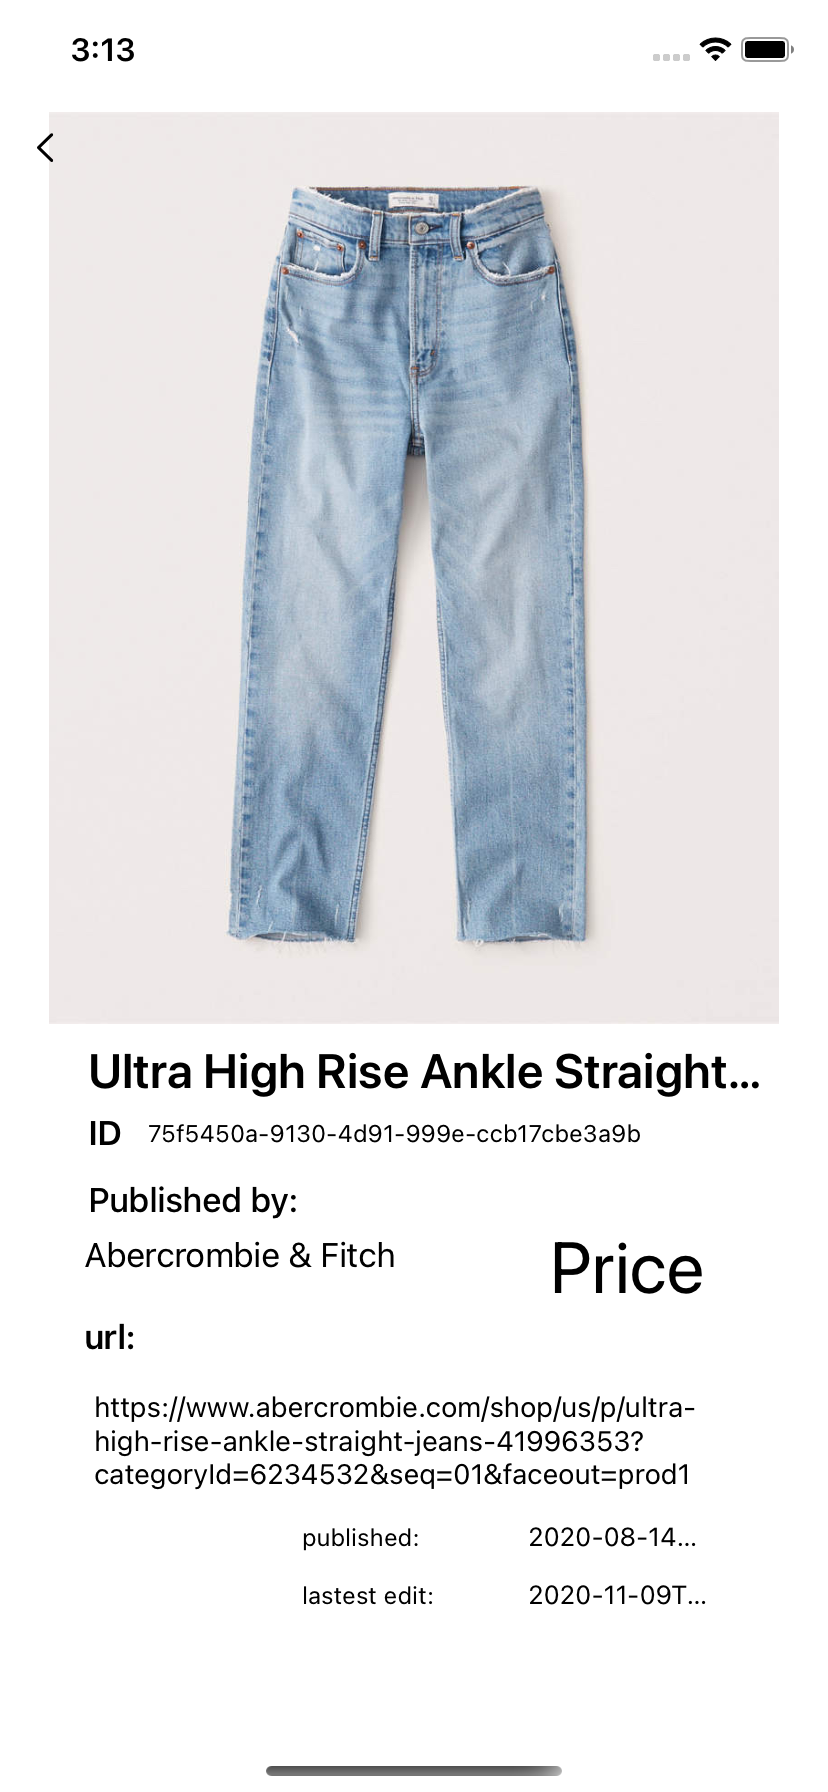 3:13
Ultra High Rise Ankle Straight...
ID 75f5450a-9130-4d91-999e-ccb17cbe3a9b
Published by:
Abercrombie & Fitch
Price
url:
https://www.abercrombie.com/shop/us/p/ultra-
high-rise-ankle-straight-jeans-41996353?
categoryId=6234532&seq=01&faceout=prod1
published: 2020-08-14...
lastest edit: 2020-11-09T...